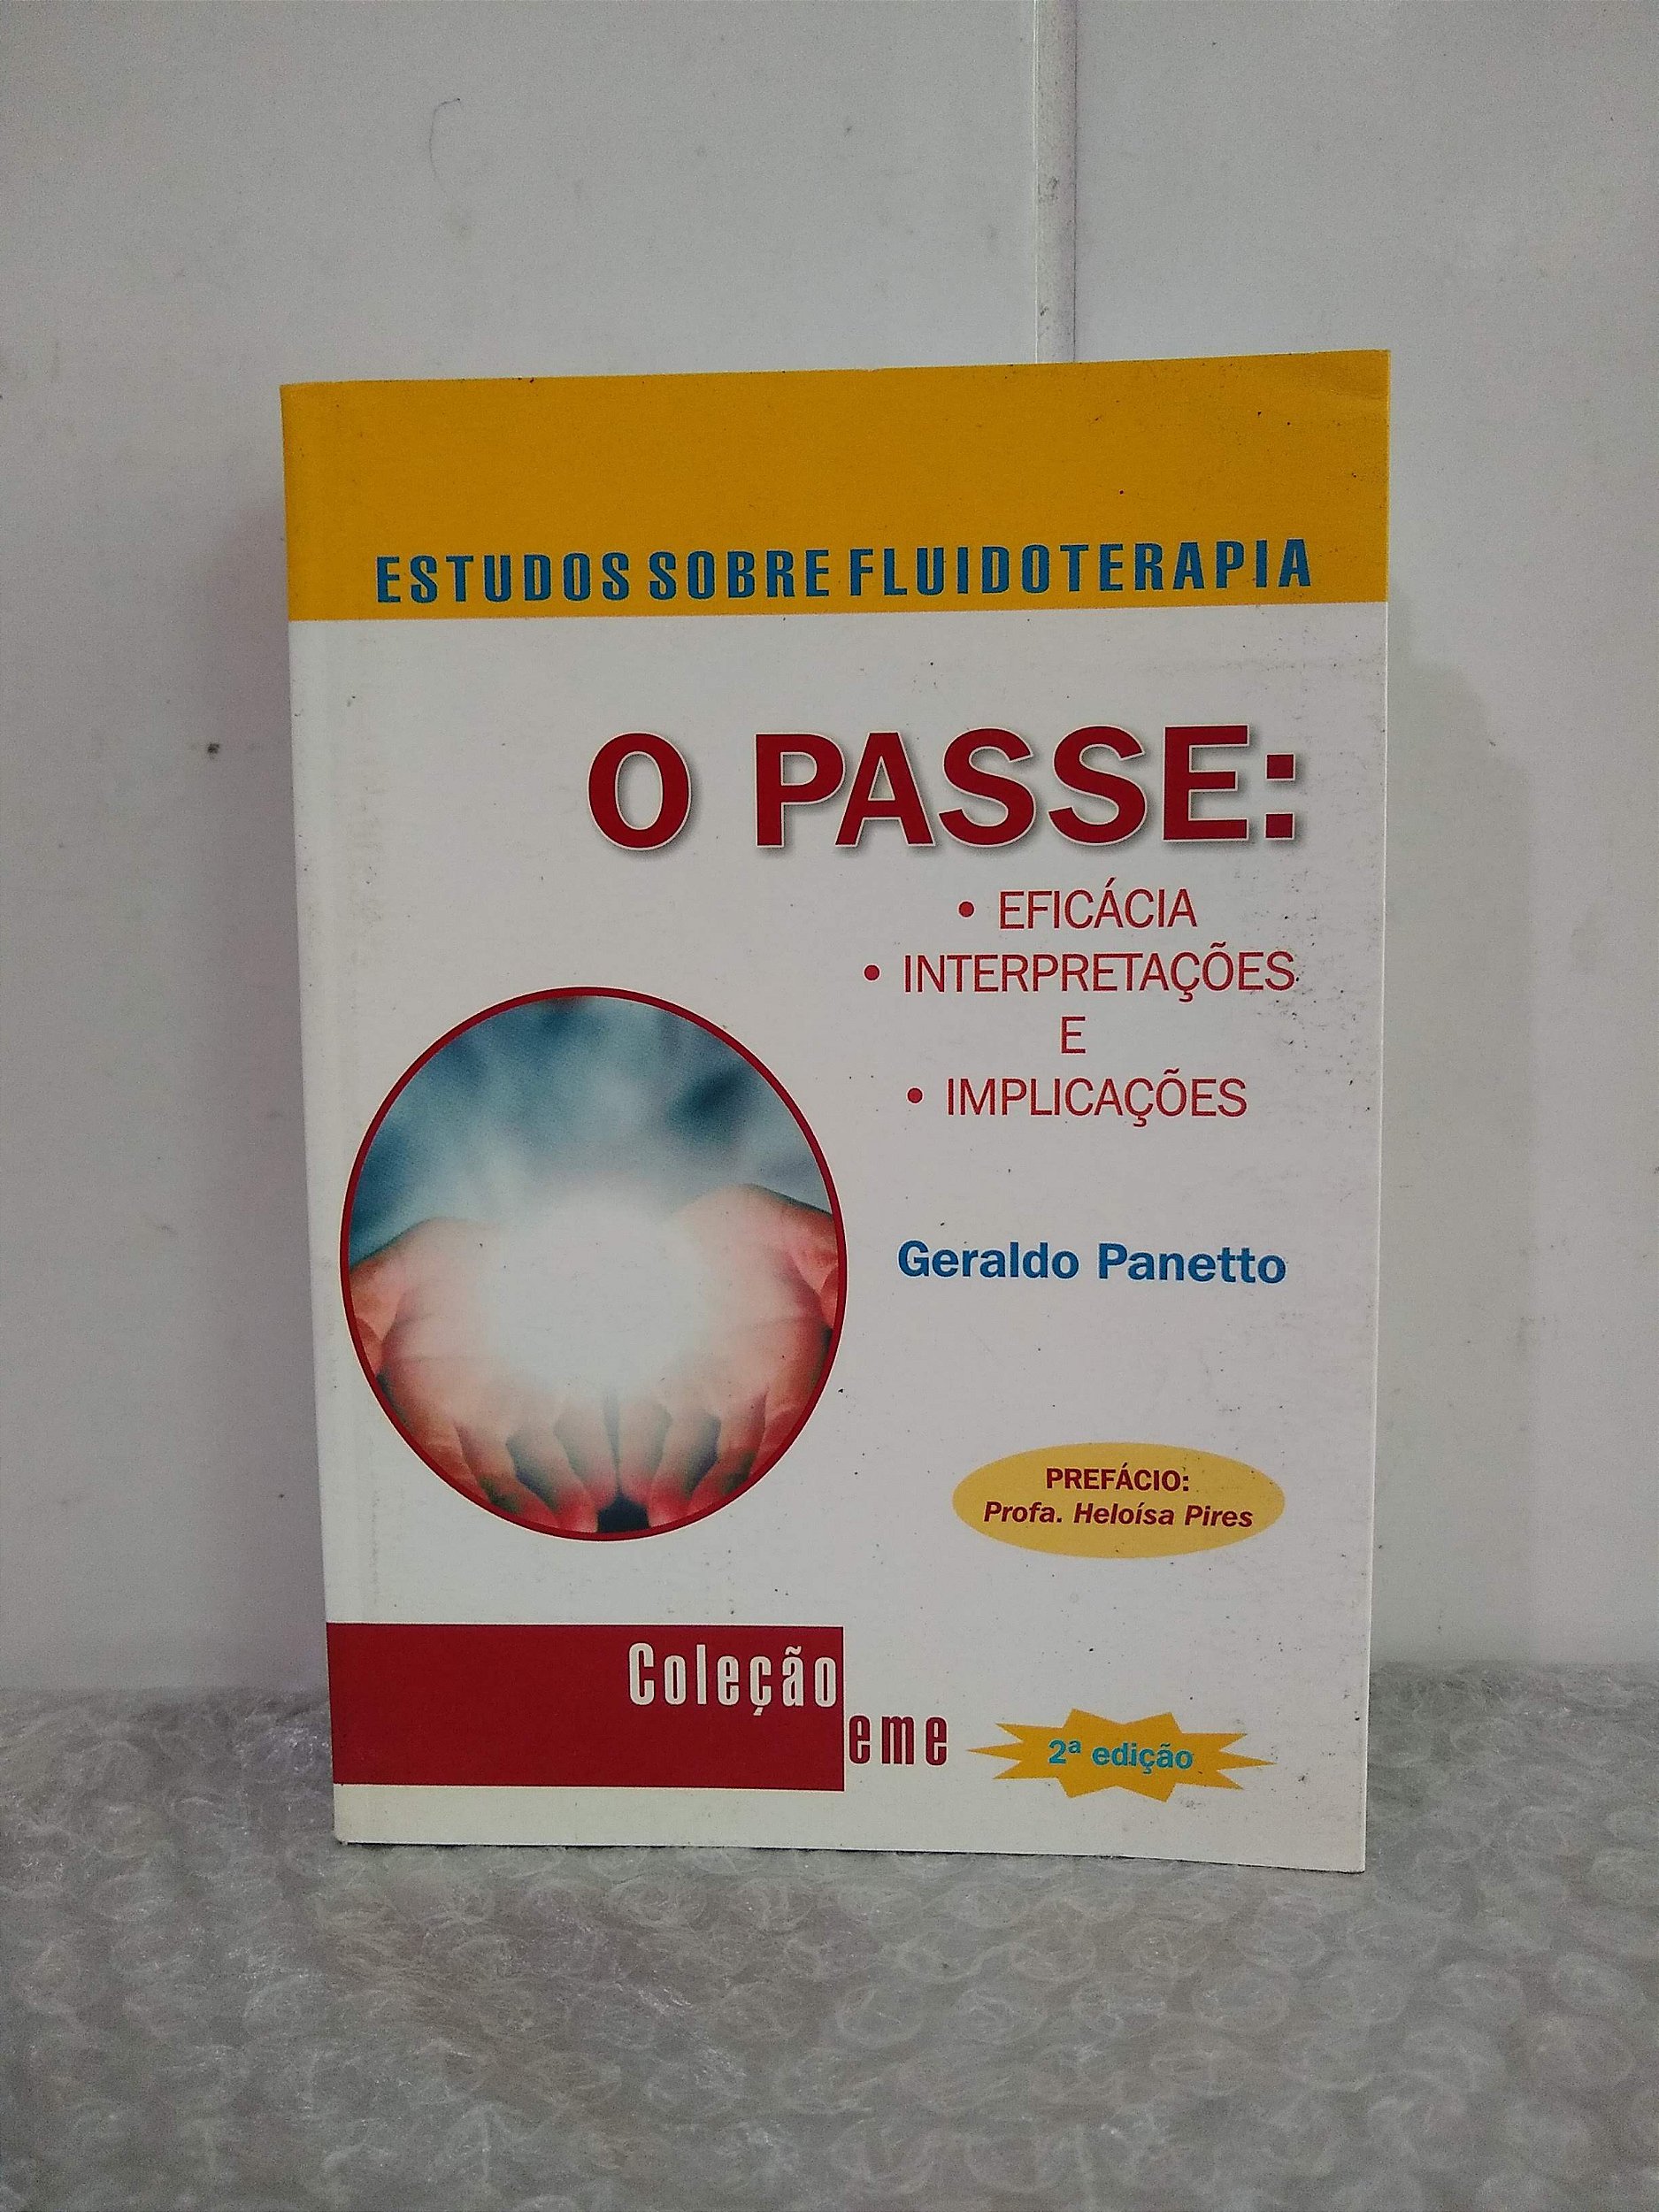 ESTUDOS SOBRE FLUIDOTERAPIA
O PASSE:
• EFICÁCIA
• INTERPRETAÇÕES
E
• IMPLICAÇÕES
Geraldo Panetto
PREFÁCIO:
Profa. Heloísa Pires
Coleção
eme
2ª edição